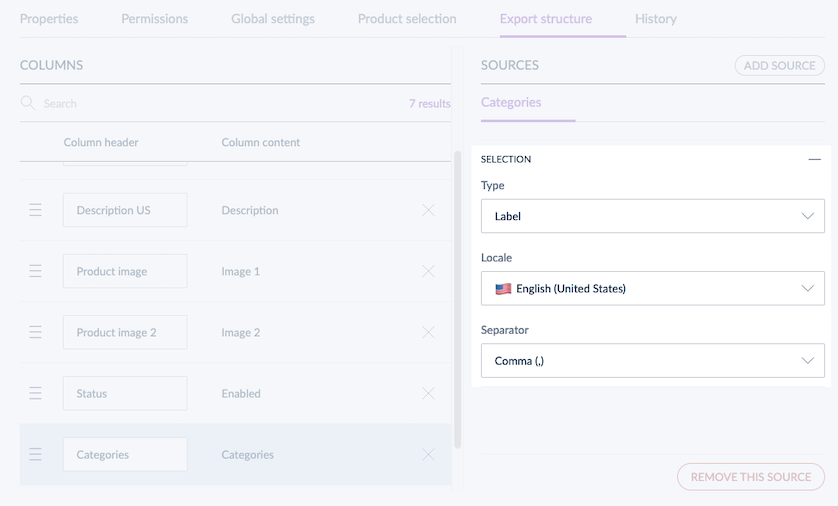 Properties Permissions Global settings Product selection Export structure History
COLUMNS
Search 7 results
Column header Column content
Description US Description
Product image Image 1
Product image 2 Image 2
Status Enabled
Categories Categories
SOURCES ADD SOURCE
Categories
SELECTION
Type
Label
Locale
English (United States)
Separator
Comma (,)
REMOVE THIS SOURCE